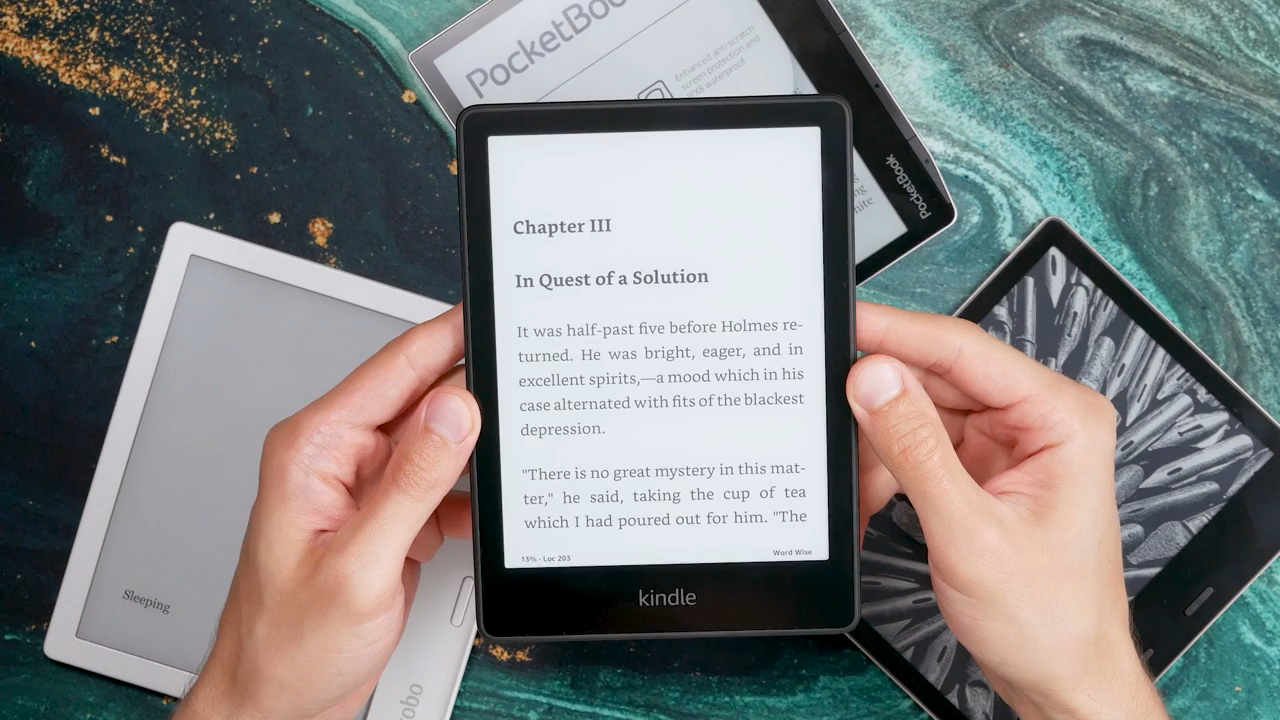 PocketBoo
Enhanced anti-scratch
screen protection and
IPX8 waterproof
PocketBook
Chapter III
In Quest of a Solution
It was half-past five before Holmes re-
turned. He was bright, eager, and in
excellent spirits,—a mood which in his
case alternated with fits of the blackest
depression.
"There is no great mystery in this mat-
ter," he said, taking the cup of tea
which I had poured out for him. "The
13% - Loc 203 Word Wise
kindle
Sleeping
obo